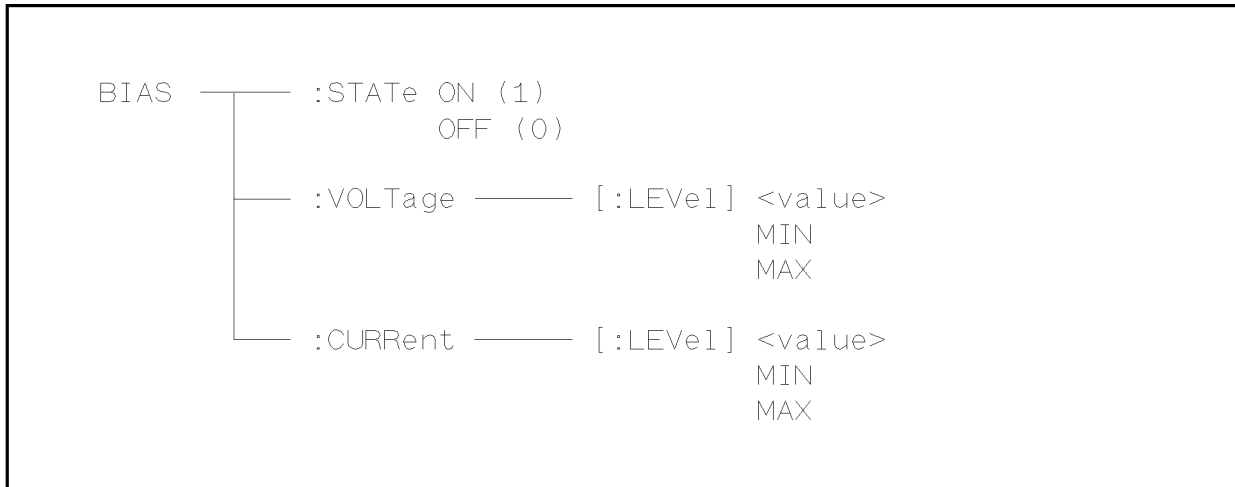 BIAS :STATe ON (1)
OFF (0)
:VOLTage [:LEVel] <value>
MIN
MAX
:CURRent [:LEVel] <value>
MIN
MAX